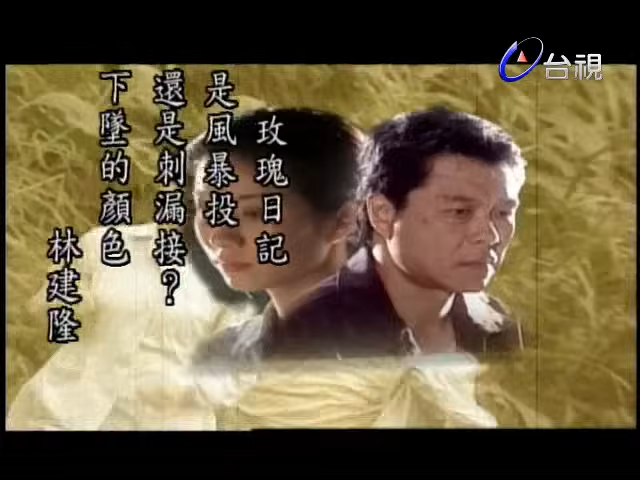 台視
玫瑰日記
是風暴投
還是刺漏接？
下墜的顏色
林建隆